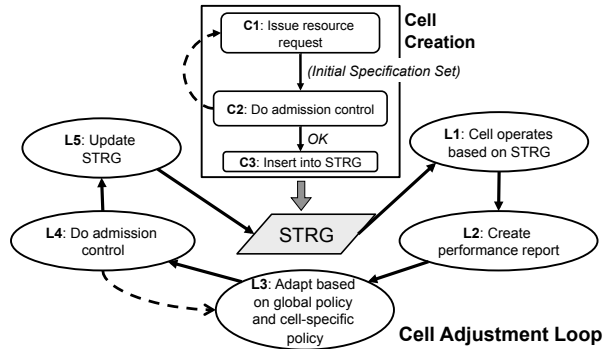 C1: Issue resource
request
Cell
Creation
(Initial Specification Set)
C2: Do admission control
OK
C3: Insert into STRG
L5: Update
STRG
L1: Cell operates
based on STRG
STRG
L4: Do admission
control
L2: Create
performance report
L3: Adapt based
on global policy
and cell-specific
policy
Cell Adjustment Loop